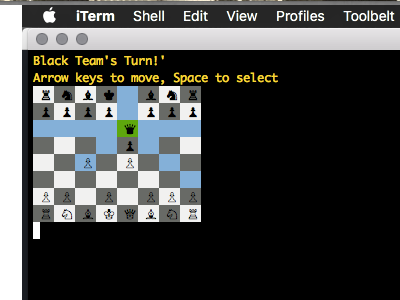 iTerm Shell Edit View Profiles Toolbelt
Black Team's Turn!'
Arrow keys to move, Space to select